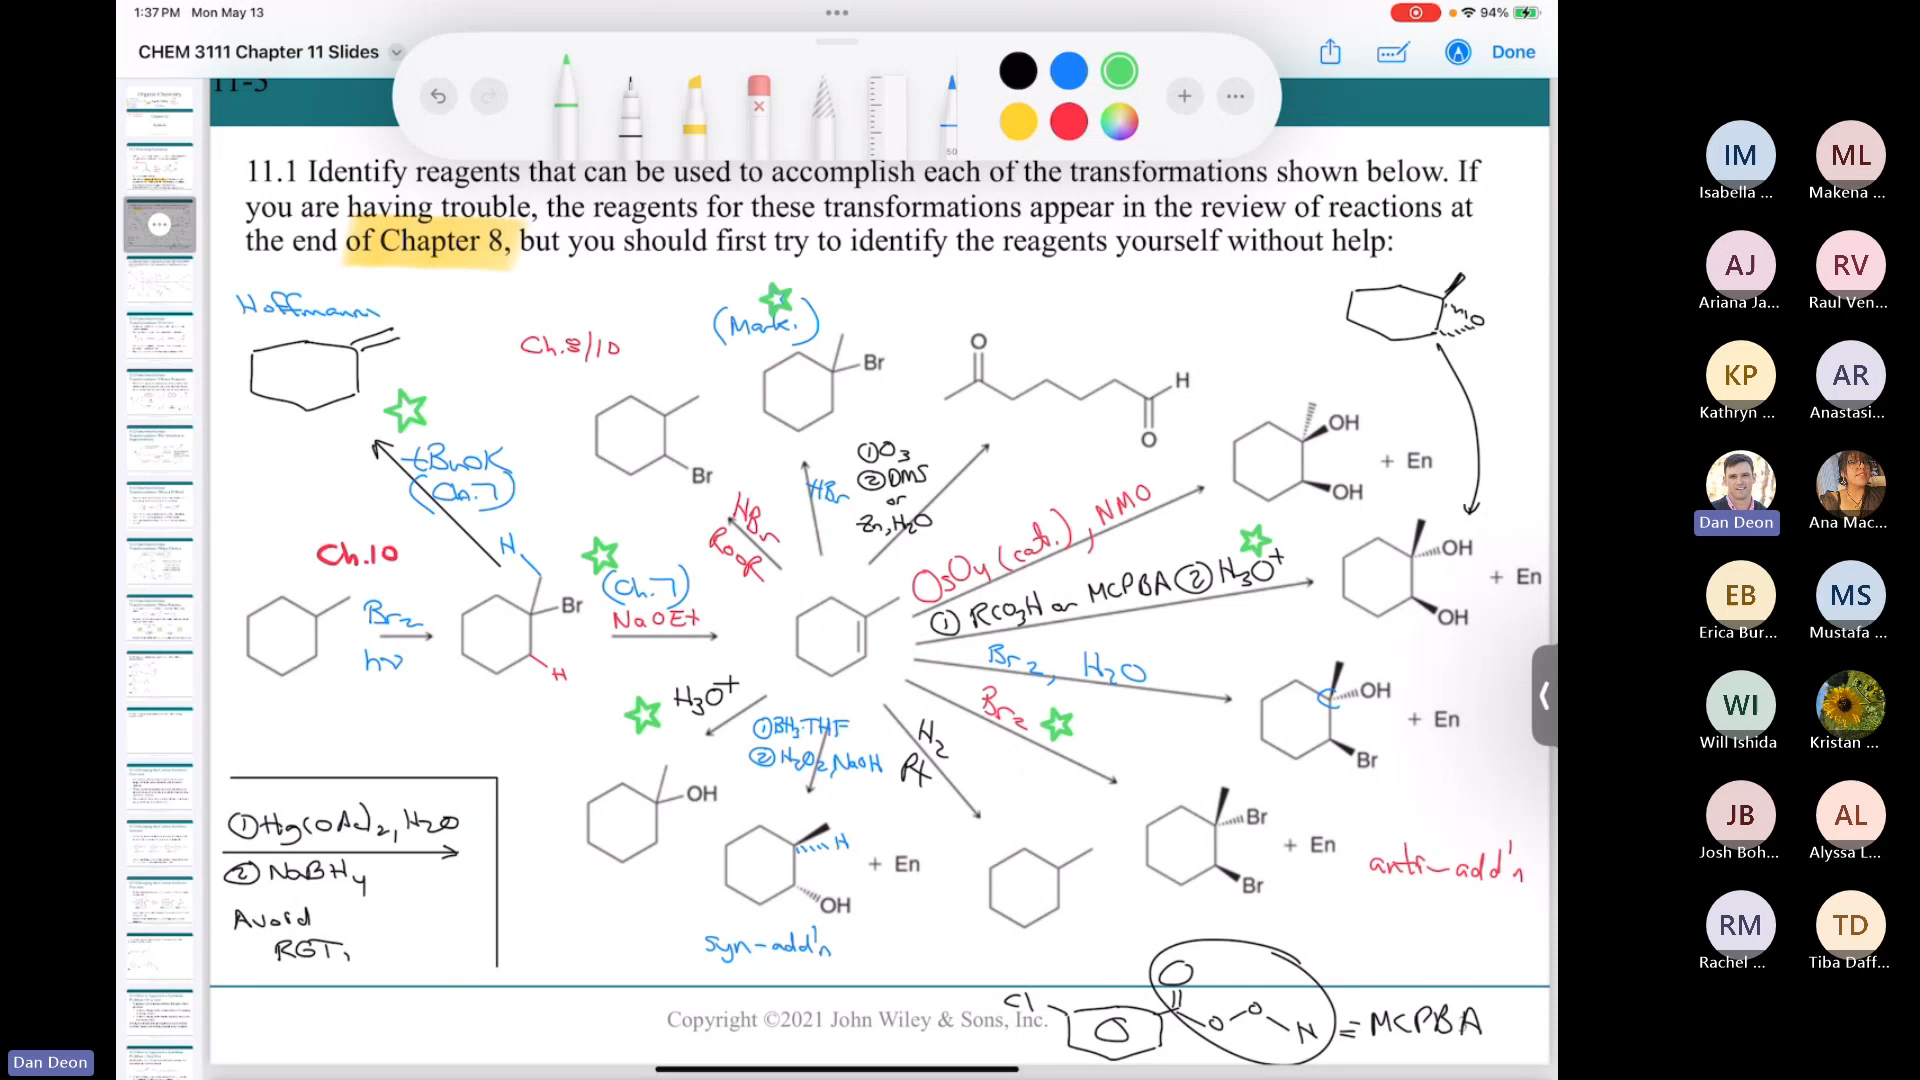 1:37 PM Mon May 13
94%
CHEM 3111 Chapter 11 Slides
Done
50
11.1 Identify reagents that can be used to accomplish each of the transformations shown below. If
you are having trouble, the reagents for these transformations appear in the review of reactions at
the end of Chapter 8, but you should first try to identify the reagents yourself without help:
Hoffmann
(Mark.)
Ch.8/10
Br
O
H
O
O
OH
OH
+ En
Br
tBuOK
(Ch.7)
HBr
ROOR
HBr
①O3
②DMS
or
Zn, H2O
OsO4 (cat.), NMO
OH
OH
+ En
Ch.10
Br2
hν
H
Br
H
(Ch.7)
NaOEt
① RCO3H or MCPBA ② H3O+
Br2, H2O
OH
Br
+ En
Br2
H3O+
①BH3·THF
②H2O2, NaOH
H2
Pt
OH
H
OH
+ En
syn-add'n
Br
Br
+ En
anti-add'n
①Hg(OAc)2, H2O
②NaBH4
Avoid
Cl
O
O
O
H
= MCPBA
Copyright ©2021 John Wiley & Sons, Inc.
IM
Isabella ...
ML
Makena ...
AJ
Ariana Ja...
RV
Raul Ven...
KP
Kathryn ...
AR
Anastasi...
Dan Deon
Ana Mac...
EB
Erica Bur...
MS
Mustafa ...
WI
Will Ishida
Kristan ...
JB
Josh Boh...
AL
Alyssa L...
RM
Rachel ...
TD
Tiba Daff...
Dan Deon